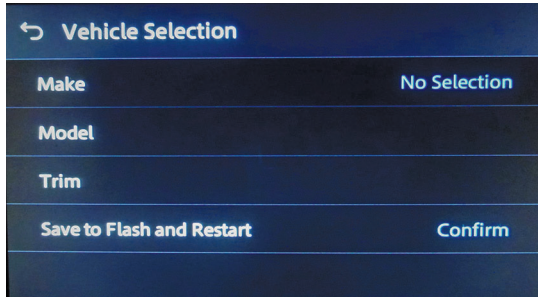 Vehicle Selection
Make No Selection
Model
Trim
Save to Flash and Restart Confirm